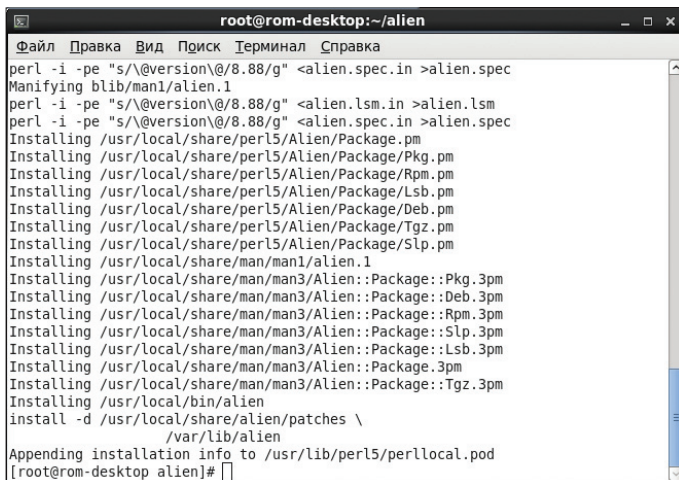 root@rom-desktop:~/alien
Файл Правка Вид Поиск Терминал Справка
perl -i -pe "s/\@version\@/8.88/g" <alien.spec.in >alien.spec
Manifying blib/man1/alien.1
perl -i -pe "s/\@version\@/8.88/g" <alien.lsm.in >alien.lsm
perl -i -pe "s/\@version\@/8.88/g" <alien.spec.in >alien.spec
Installing /usr/local/share/perl5/Alien/Package.pm
Installing /usr/local/share/perl5/Alien/Package/Pkg.pm
Installing /usr/local/share/perl5/Alien/Package/Rpm.pm
Installing /usr/local/share/perl5/Alien/Package/Lsb.pm
Installing /usr/local/share/perl5/Alien/Package/Deb.pm
Installing /usr/local/share/perl5/Alien/Package/Tgz.pm
Installing /usr/local/share/perl5/Alien/Package/Slp.pm
Installing /usr/local/share/man/man1/alien.1
Installing /usr/local/share/man/man3/Alien::Package::Pkg.3pm
Installing /usr/local/share/man/man3/Alien::Package::Deb.3pm
Installing /usr/local/share/man/man3/Alien::Package::Rpm.3pm
Installing /usr/local/share/man/man3/Alien::Package::Slp.3pm
Installing /usr/local/share/man/man3/Alien::Package::Lsb.3pm
Installing /usr/local/share/man/man3/Alien::Package.3pm
Installing /usr/local/share/man/man3/Alien::Package::Tgz.3pm
Installing /usr/local/bin/alien
install -d /usr/local/share/alien/patches \
/var/lib/alien
Appending installation info to /usr/lib/perl5/perllocal.pod
[root@rom-desktop alien]#